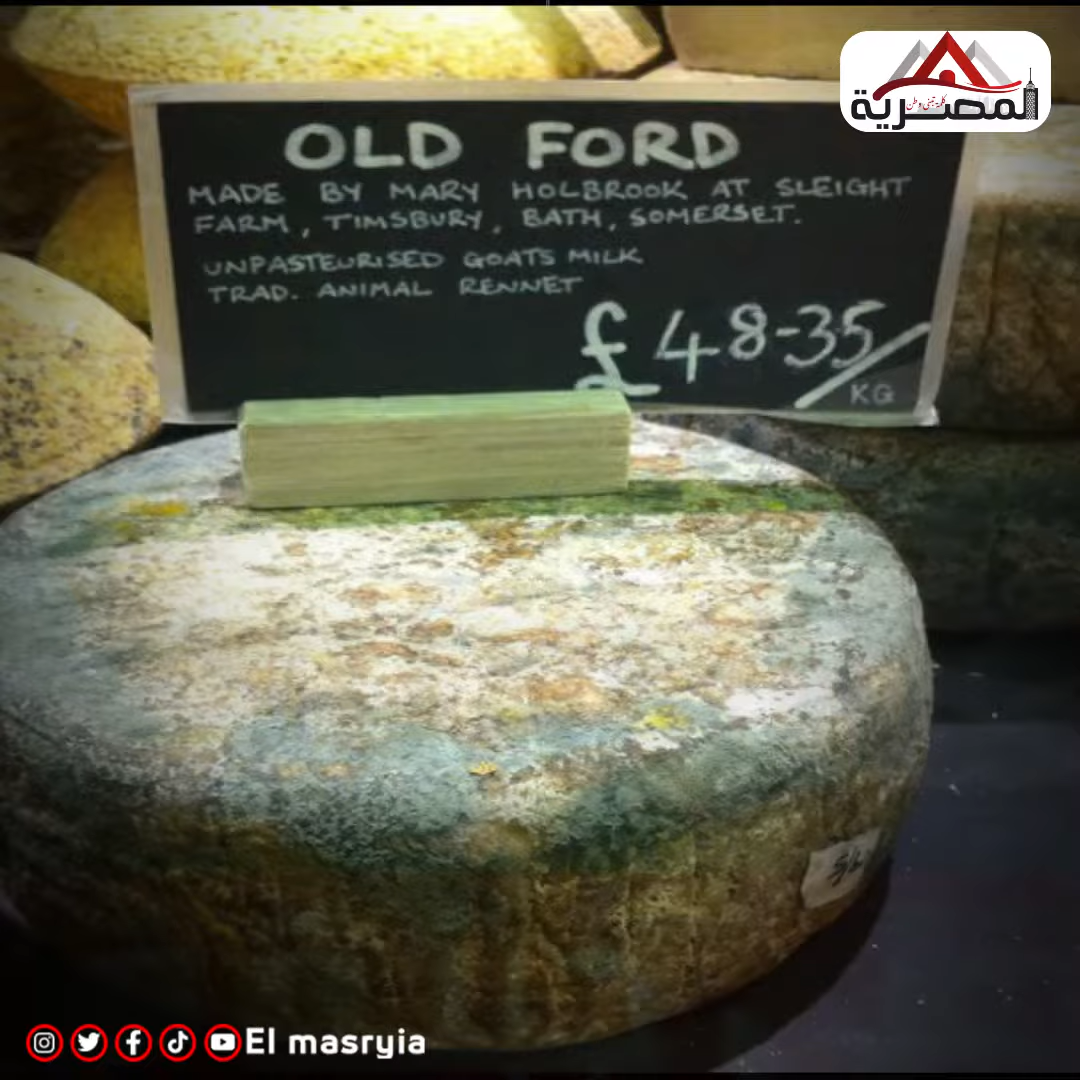 المصرية
OLD FORD
MADE BY MARY HOLBROOK AT SLEIGHT
FARM, TIMSBURY, BATH, SOMERSET.
UNPASTEURISED GOATS MILK
TRAD. ANIMAL RENNET
£48-35/
KG
El masryia